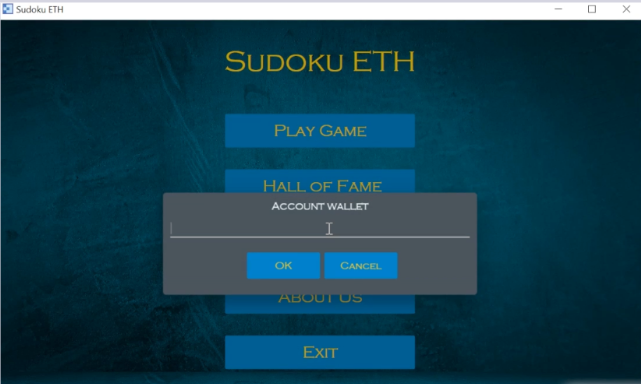 Sudoku ETH
SUDOKU ETH
PLAY GAME
HALL OF FAME
ACCOUNT WALLET
OK
CANCEL
ABOUT US
EXIT